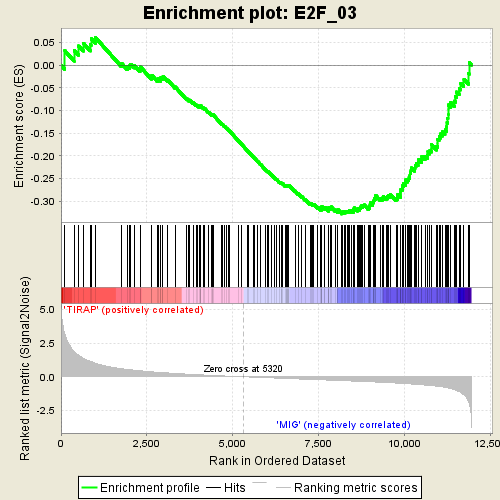 Enrichment plot: E2F_03
Enrichment score (ES)
0.05
0.00
-0.05
-0.10
-0.15
-0.20
-0.25
-0.30
'TIRAP' (positively correlated)
Ranked list metric (Signal2Noise)
5.0
2.5
0.0
-2.5
Zero cross at 5320
'MIG' (negatively correlated)
0
2,500
5,000
7,500
10,000
12,500
Rank in Ordered Dataset
Enrichment profile
Hits
Ranking metric scores